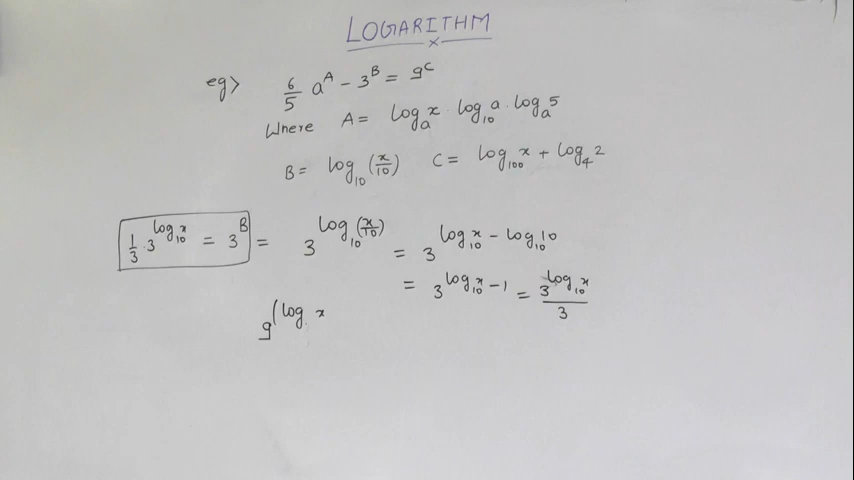 LOGARITHM
eg> 6/5 a^A - 3^B = 9^C
Where A = log_a x · log_10 a · log_a 5
B = log_10 (x/10) C = log_100 x + log_4 2
1/3 · 3^(log_10 x) = 3^B = 3^(log_10 (x/10)) = 3^(log_10 x - log_10 10)
= 3^(log_10 x - 1) = 3^(log_10 x)/3
9^(log x